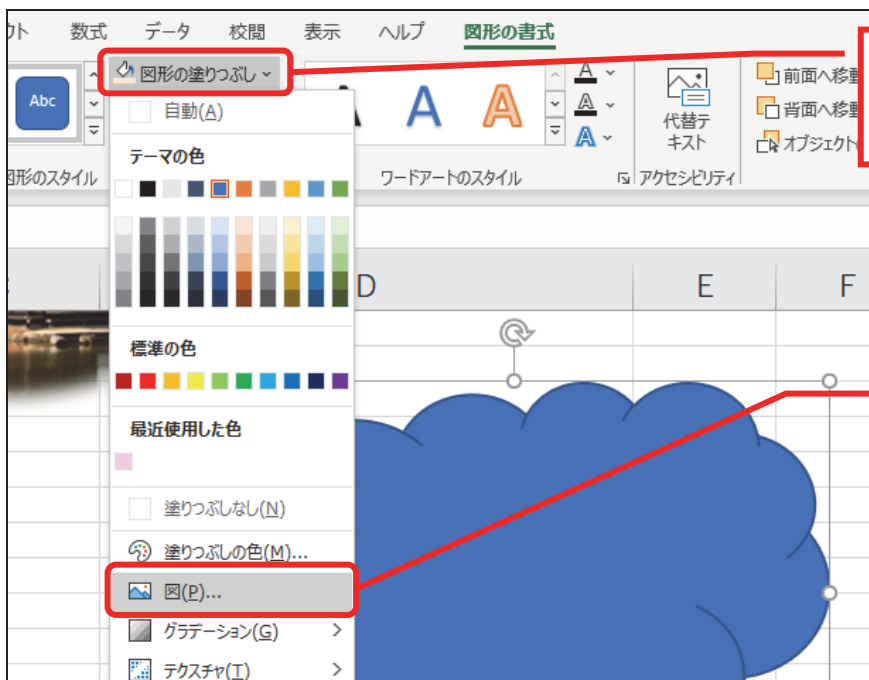 数式 データ 校閲 表示 ヘルプ 図形の書式
Abc 図形の塗りつぶし A A A A A
自動(A)
テーマの色
図形のスタイル ワードアートのスタイル アクセシビリティ
代替テ
キスト
前面へ移動
背面へ移動
オブジェクト
D E F
標準の色
最近使用した色
塗りつぶしなし(N)
塗りつぶしの色(M)...
図(P)...
グラデーション(G)
テクスチャ(T)